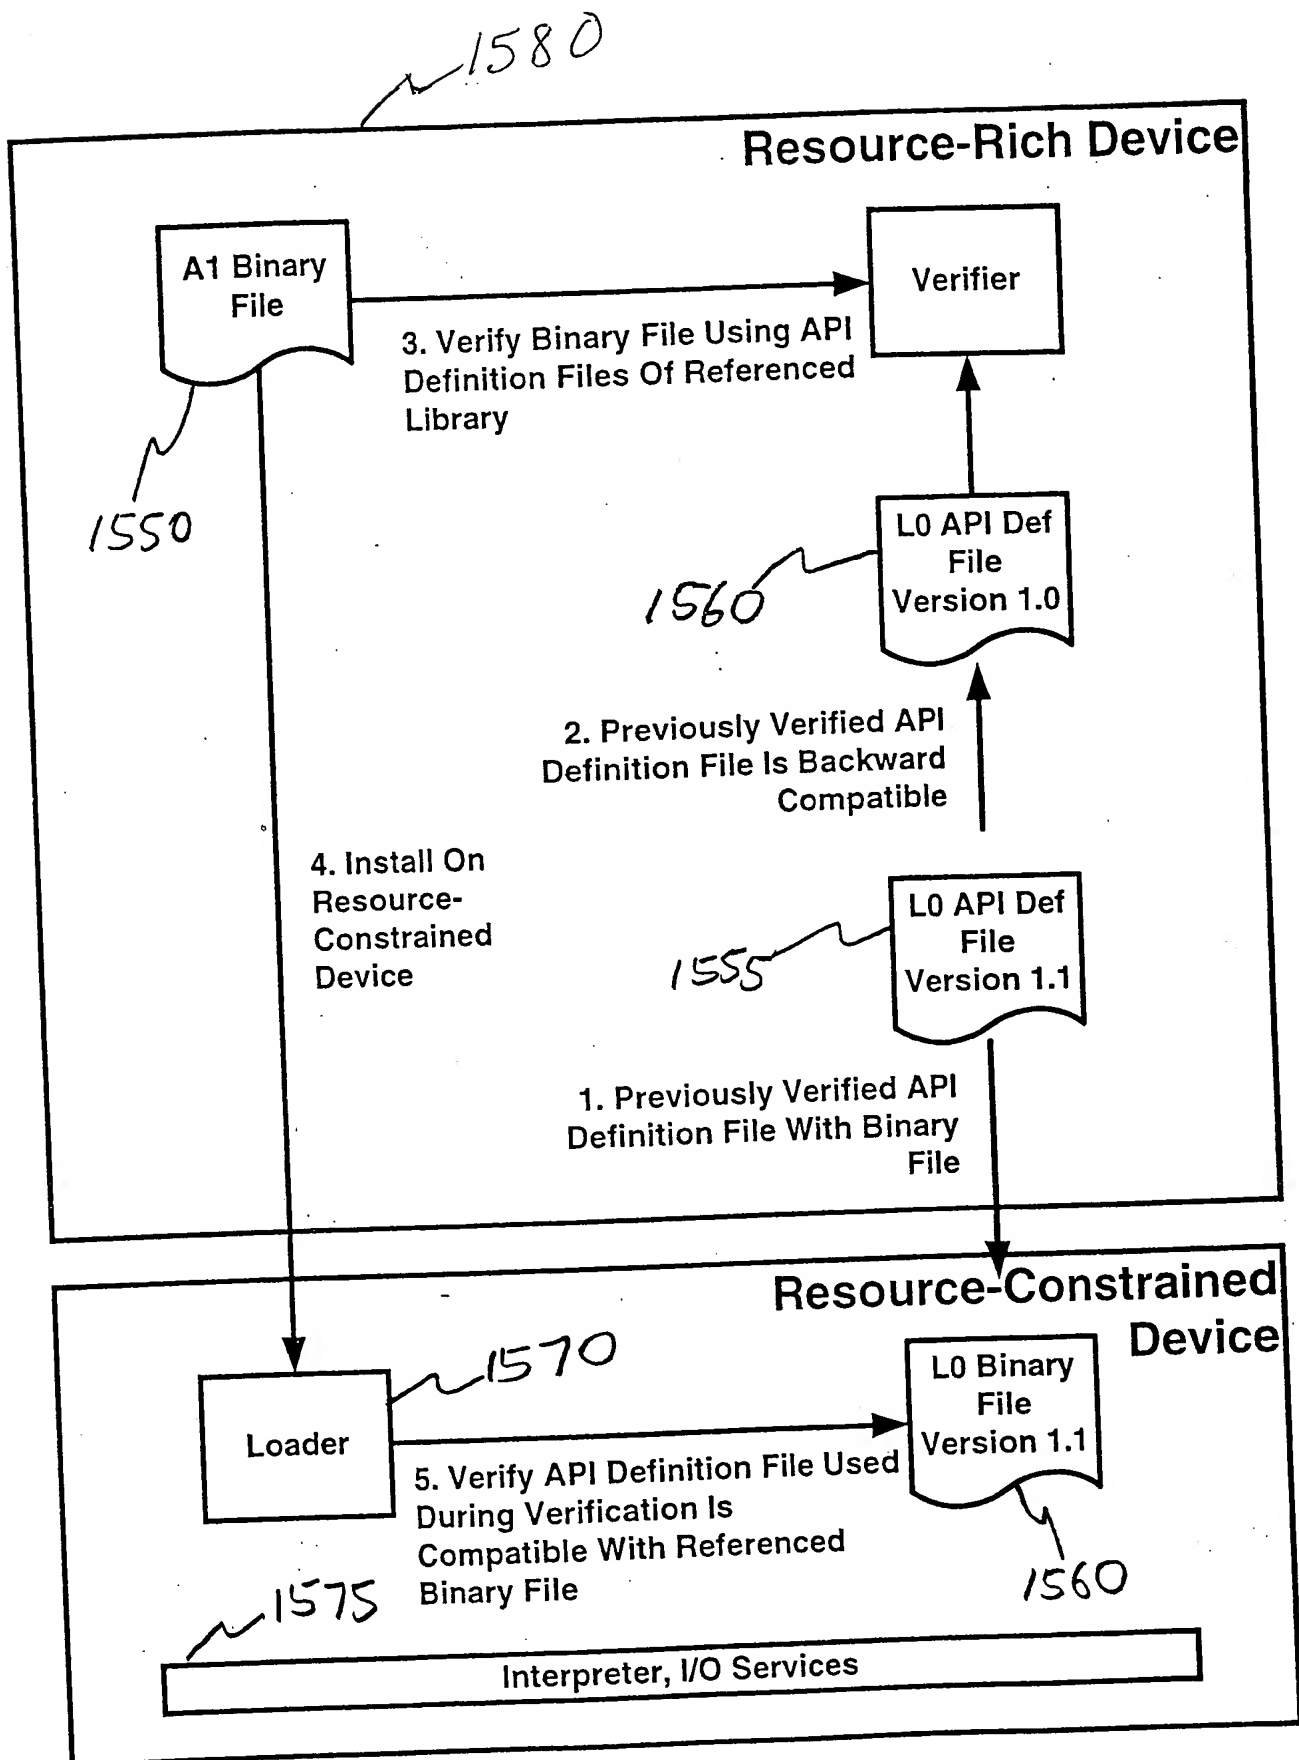 1580
Resource-Rich Device
A1 Binary
File
Verifier
3. Verify Binary File Using API
Definition Files Of Referenced
Library
1550
L0 API Def
File
Version 1.0
1560
2. Previously Verified API
Definition File Is Backward
Compatible
4. Install On
Resource-
Constrained
Device
L0 API Def
File
Version 1.1
1555
1. Previously Verified API
Definition File With Binary
File
Resource-Constrained
Device
1570
Loader
L0 Binary
File
Version 1.1
5. Verify API Definition File Used
During Verification Is
Compatible With Referenced
Binary File
1560
1575
Interpreter, I/O Services